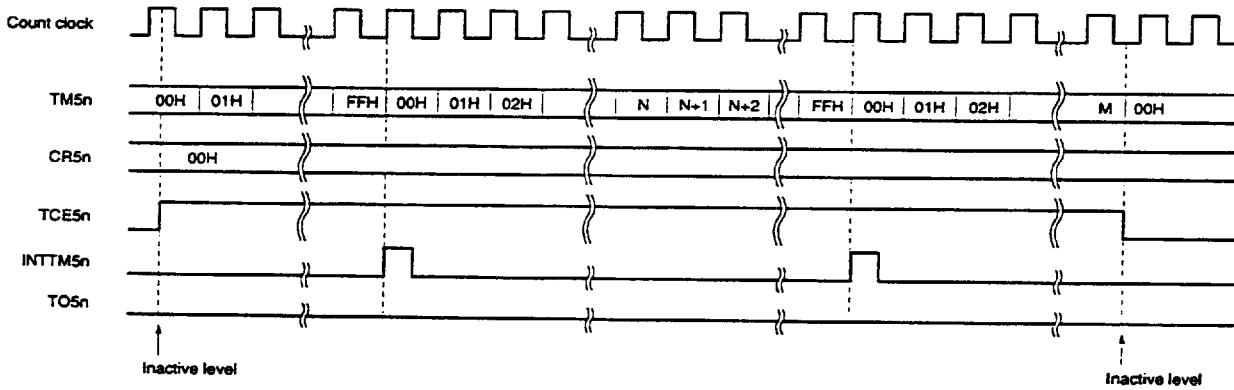 Count clock
TM5n 00H 01H FFH 00H 01H 02H N N+1 N+2 FFH 00H 01H 02H M 00H
CR5n 00H
TCE5n
INTTM5n
TO5n
Inactive level Inactive level